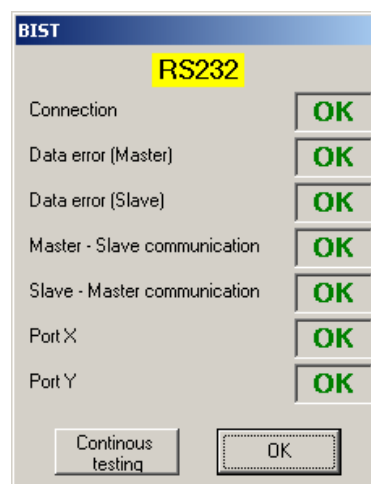 BIST
RS232
Connection OK
Data error (Master) OK
Data error (Slave) OK
Master - Slave communication OK
Slave - Master communication OK
Port X OK
Port Y OK
Continous
testing
OK